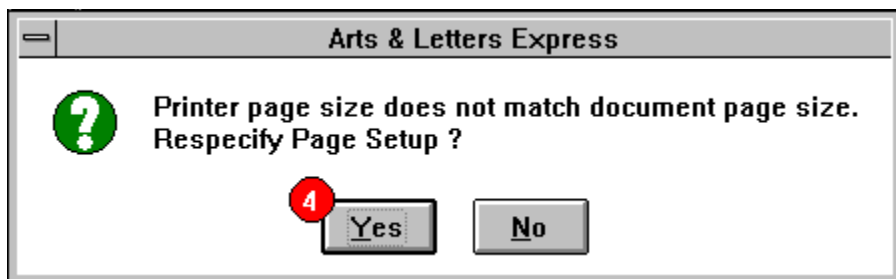 Arts & Letters Express
Printer page size does not match document page size.
Respecify Page Setup ?
4
Yes
No